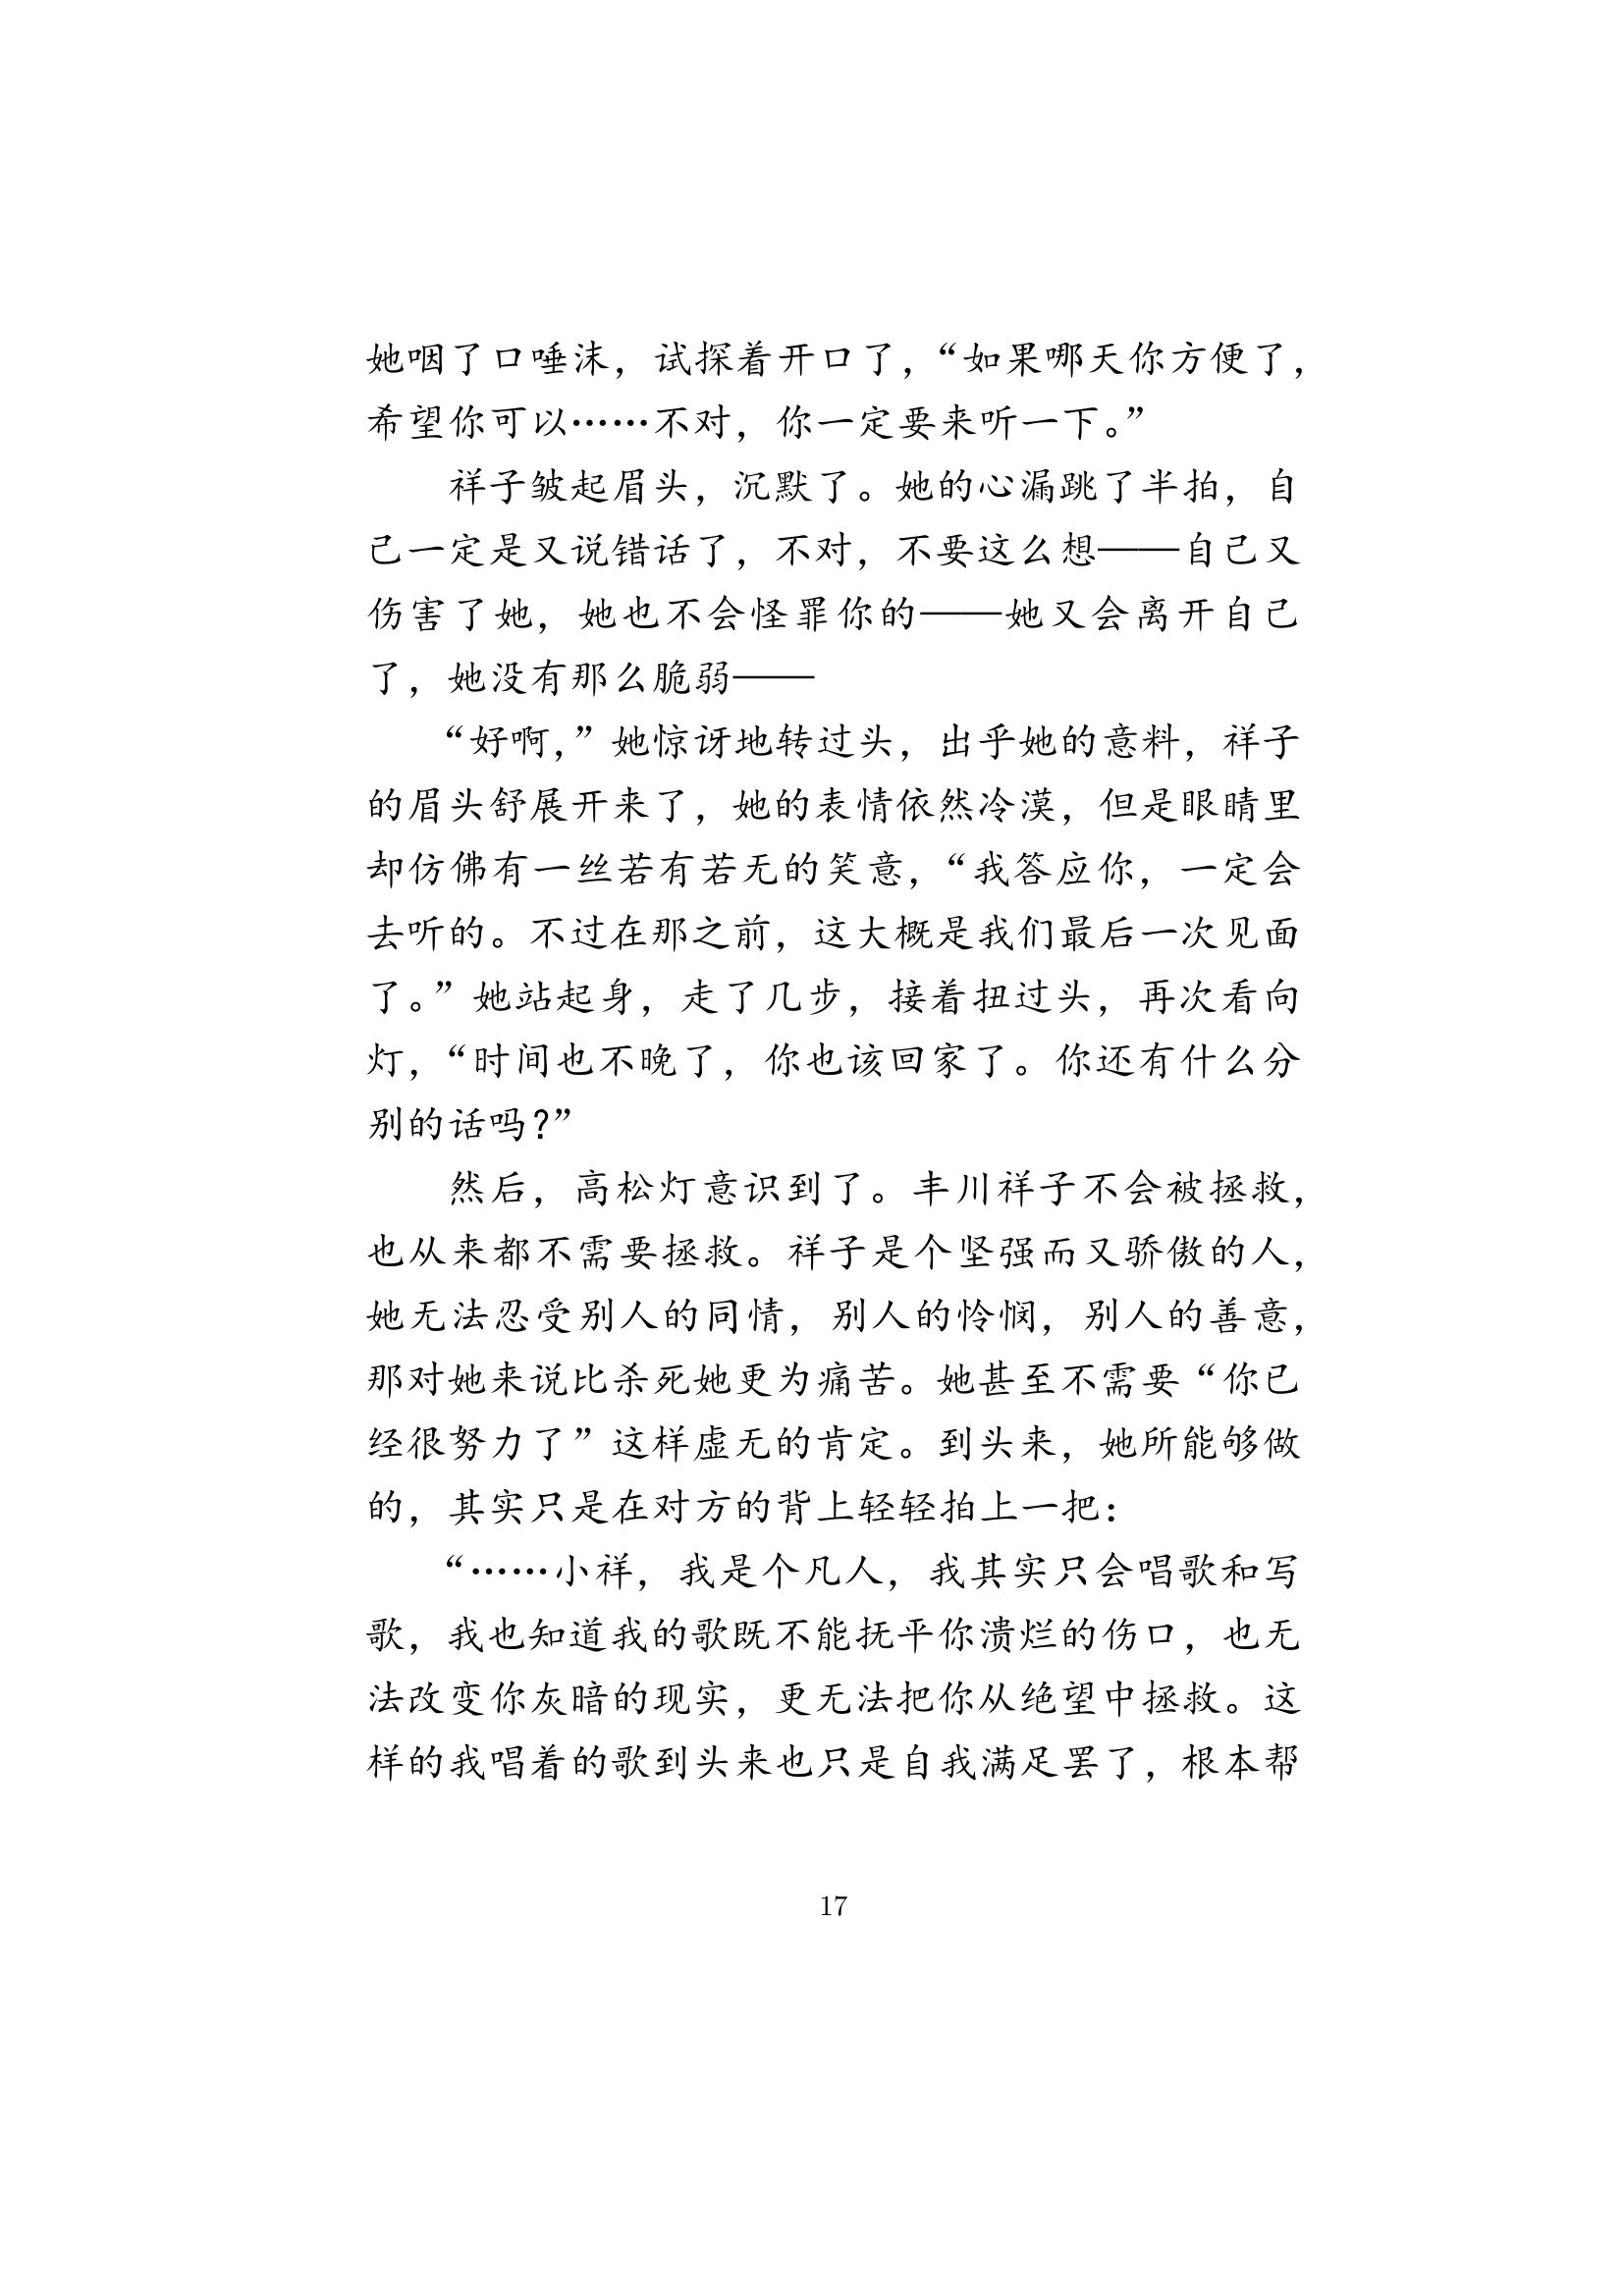 她咽了口唾沫，试探着开口了，“如果哪天你方便了，
希望你可以……不对，你一定要来听一下。”
祥子皱起眉头，沉默了。她的心漏跳了半拍，自
己一定是又说错话了，不对，不要这么想——自己又
伤害了她，她也不会怪罪你的——她又会离开自己
了，她没有那么脆弱——
“好啊，”她惊讶地转过头，出乎她的意料，祥子
的眉头舒展开来了，她的表情依然冷漠，但是眼睛里
却仿佛有一丝若有若无的笑意，“我答应你，一定会
去听的。不过在那之前，这大概是我们最后一次见面
了。”她站起身，走了几步，接着扭过头，再次看向
灯，“时间也不晚了，你也该回家了。你还有什么分
别的话吗？”
然后，高松灯意识到了。丰川祥子不会被拯救，
也从来都不需要拯救。祥子是个坚强而又骄傲的人，
她无法忍受别人的同情，别人的怜悯，别人的善意，
那对她来说比杀死她更为痛苦。她甚至不需要“你已
经很努力了”这样虚无的肯定。到头来，她所能够做
的，其实只是在对方的背上轻轻拍上一把：
“……小祥，我是个凡人，我其实只会唱歌和写
歌，我也知道我的歌既不能抚平你溃烂的伤口，也无
法改变你灰暗的现实，更无法把你从绝望中拯救。这
样的我唱着的歌到头来也只是自我满足罢了，根本帮
17